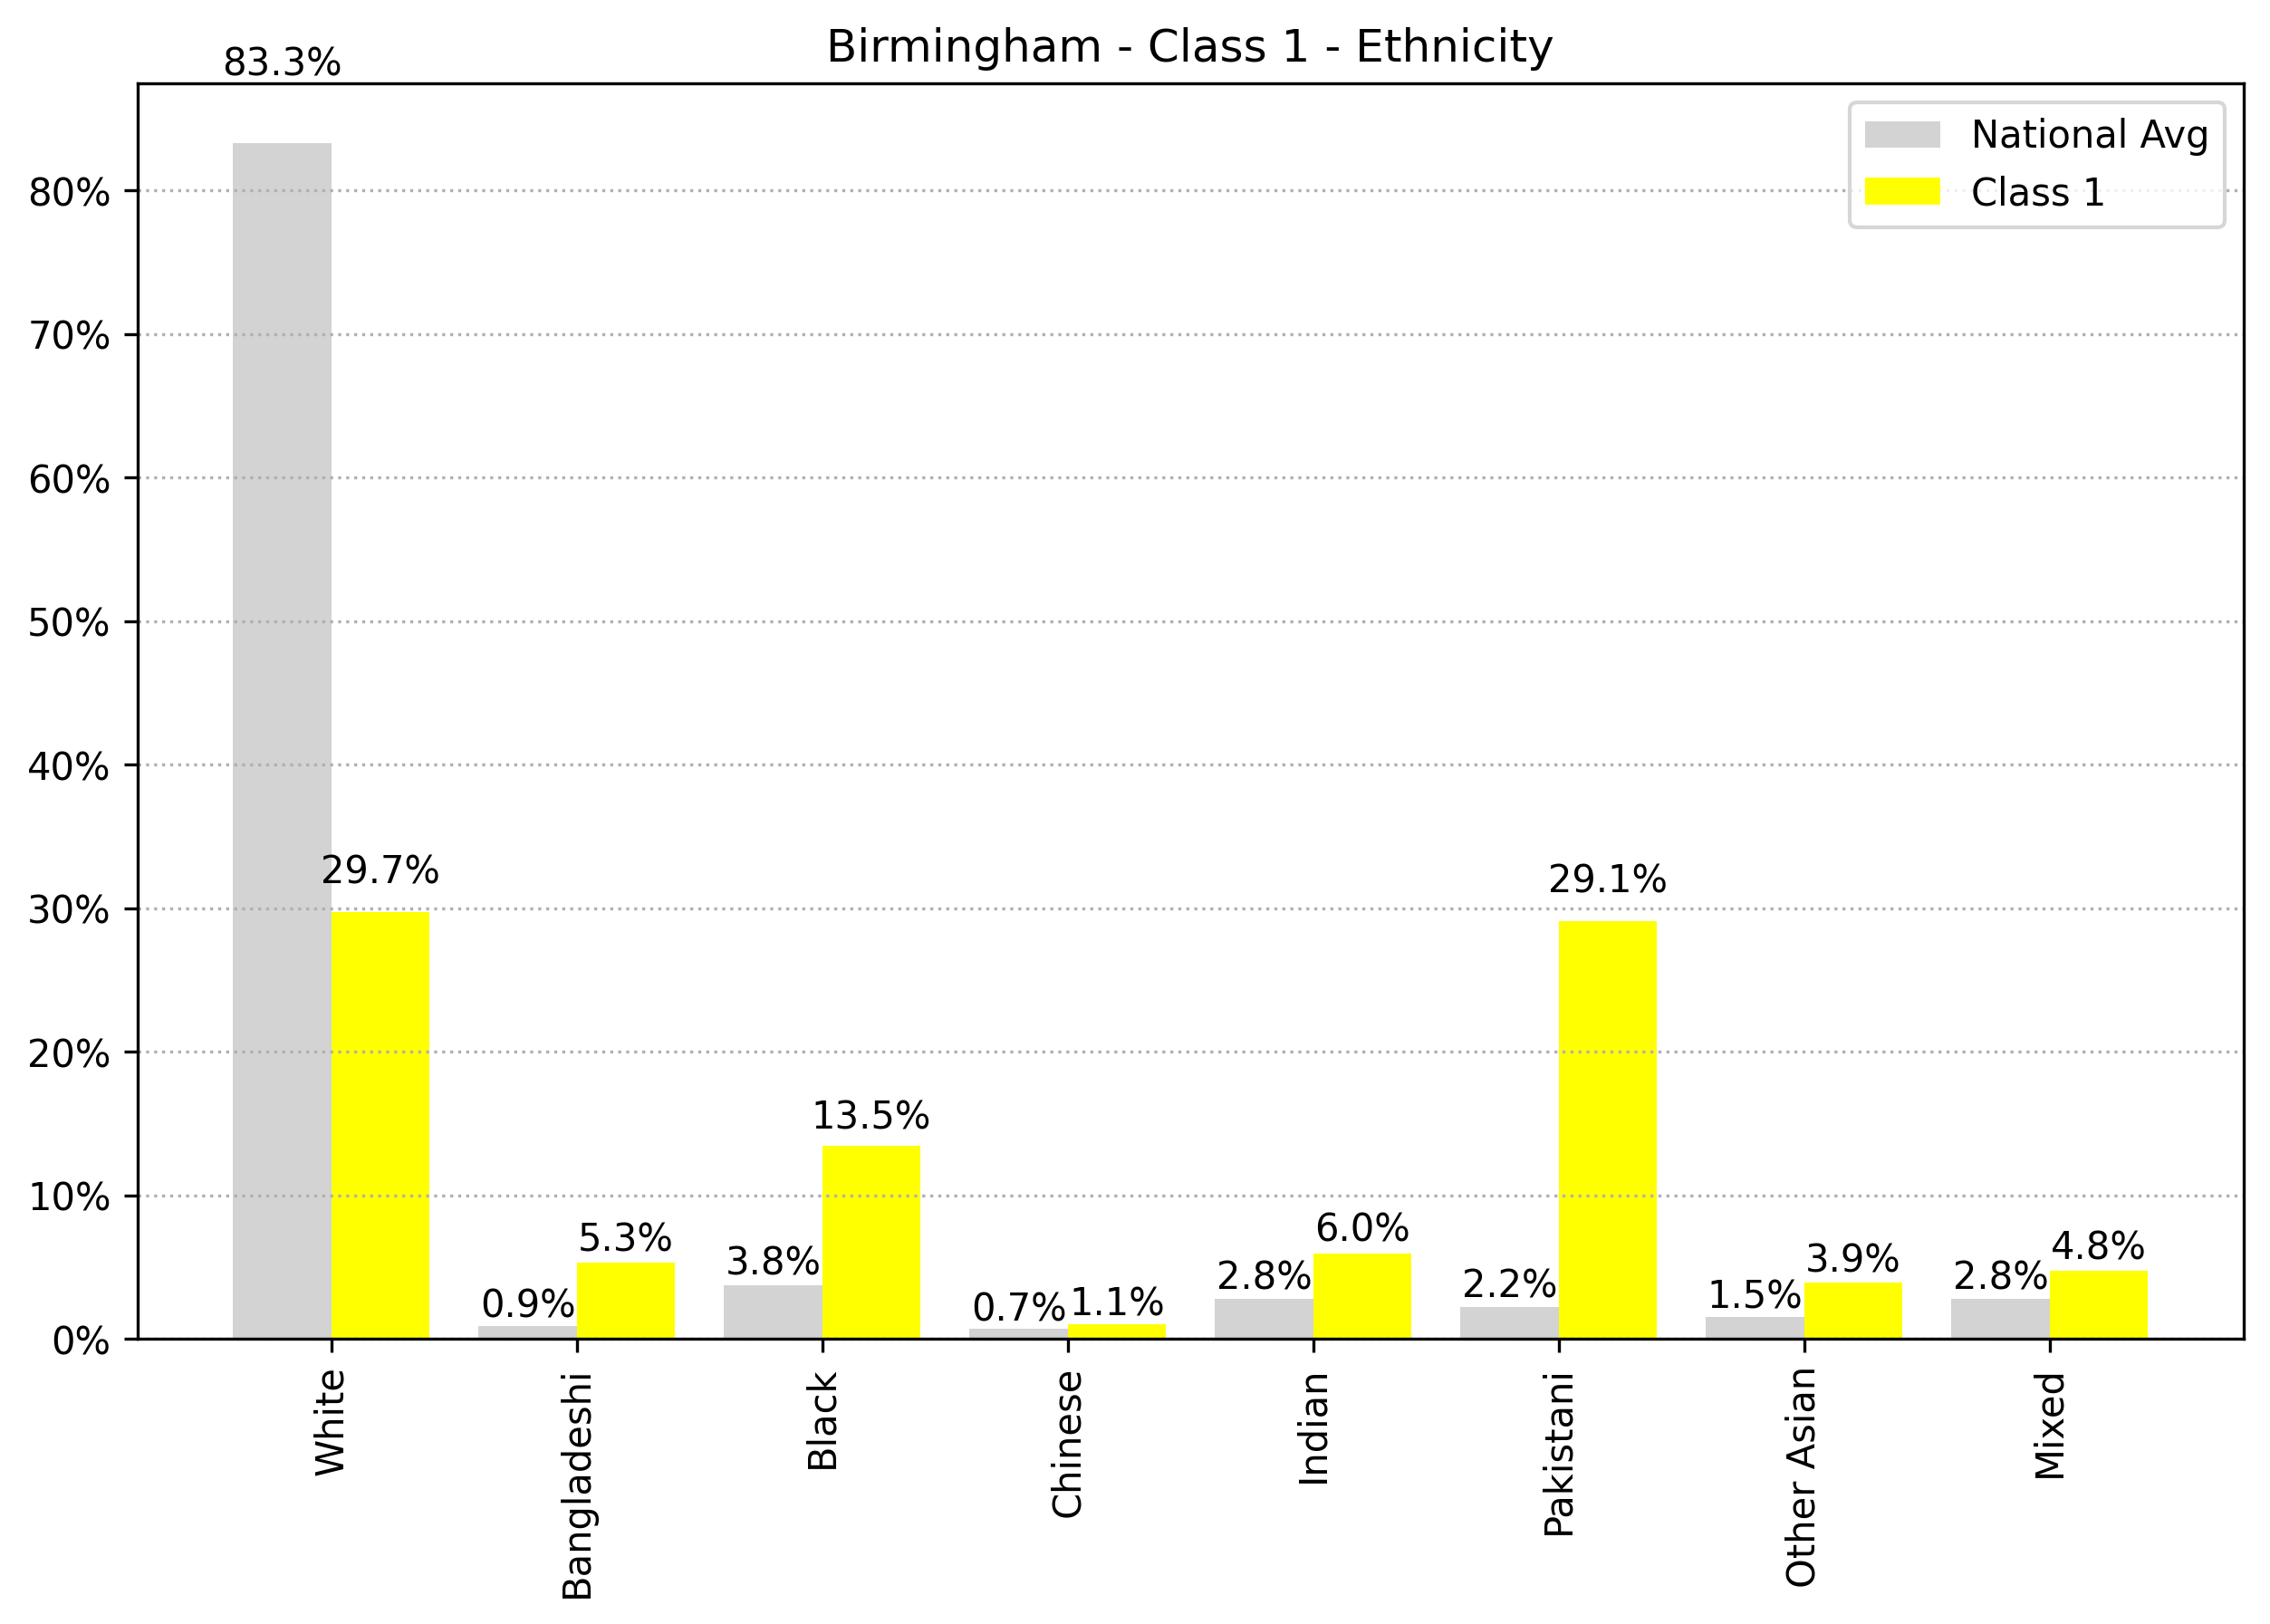 Birmingham - Class 1 - Ethnicity
83.3%
National Avg
Class 1
80%
70%
60%
50%
40%
30%
20%
10%
0%
29.7%
0.9%
5.3%
3.8%
13.5%
0.7%
1.1%
2.8%
6.0%
2.2%
29.1%
1.5%
3.9%
2.8%
4.8%
White
Bangladeshi
Black
Chinese
Indian
Pakistani
Other Asian
Mixed